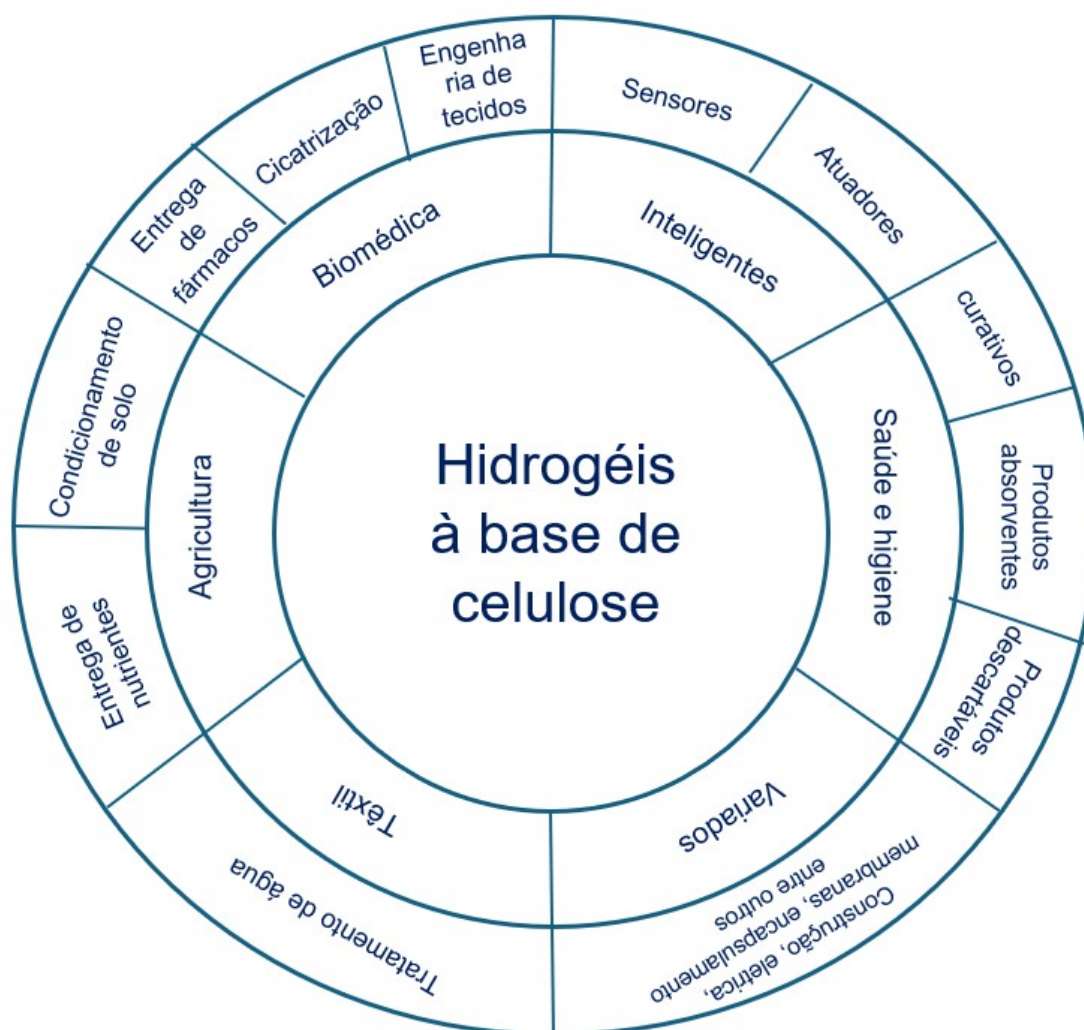 Hidrogéis
à base de
celulose
Biomédica
Inteligentes
Saúde e higiene
Variados
Têxtil
Agricultura
Engenha
ria de
tecidos
Sensores
Atuadores
curativos
Produtos
absorventes
Produtos
descartáveis
Construção, eletrica,
membranas, encapsulamento
entre outros
Tratamento de água
Entrega de
nutrientes
Condicionamento
de solo
Entrega
de
fármacos
Cicatrização